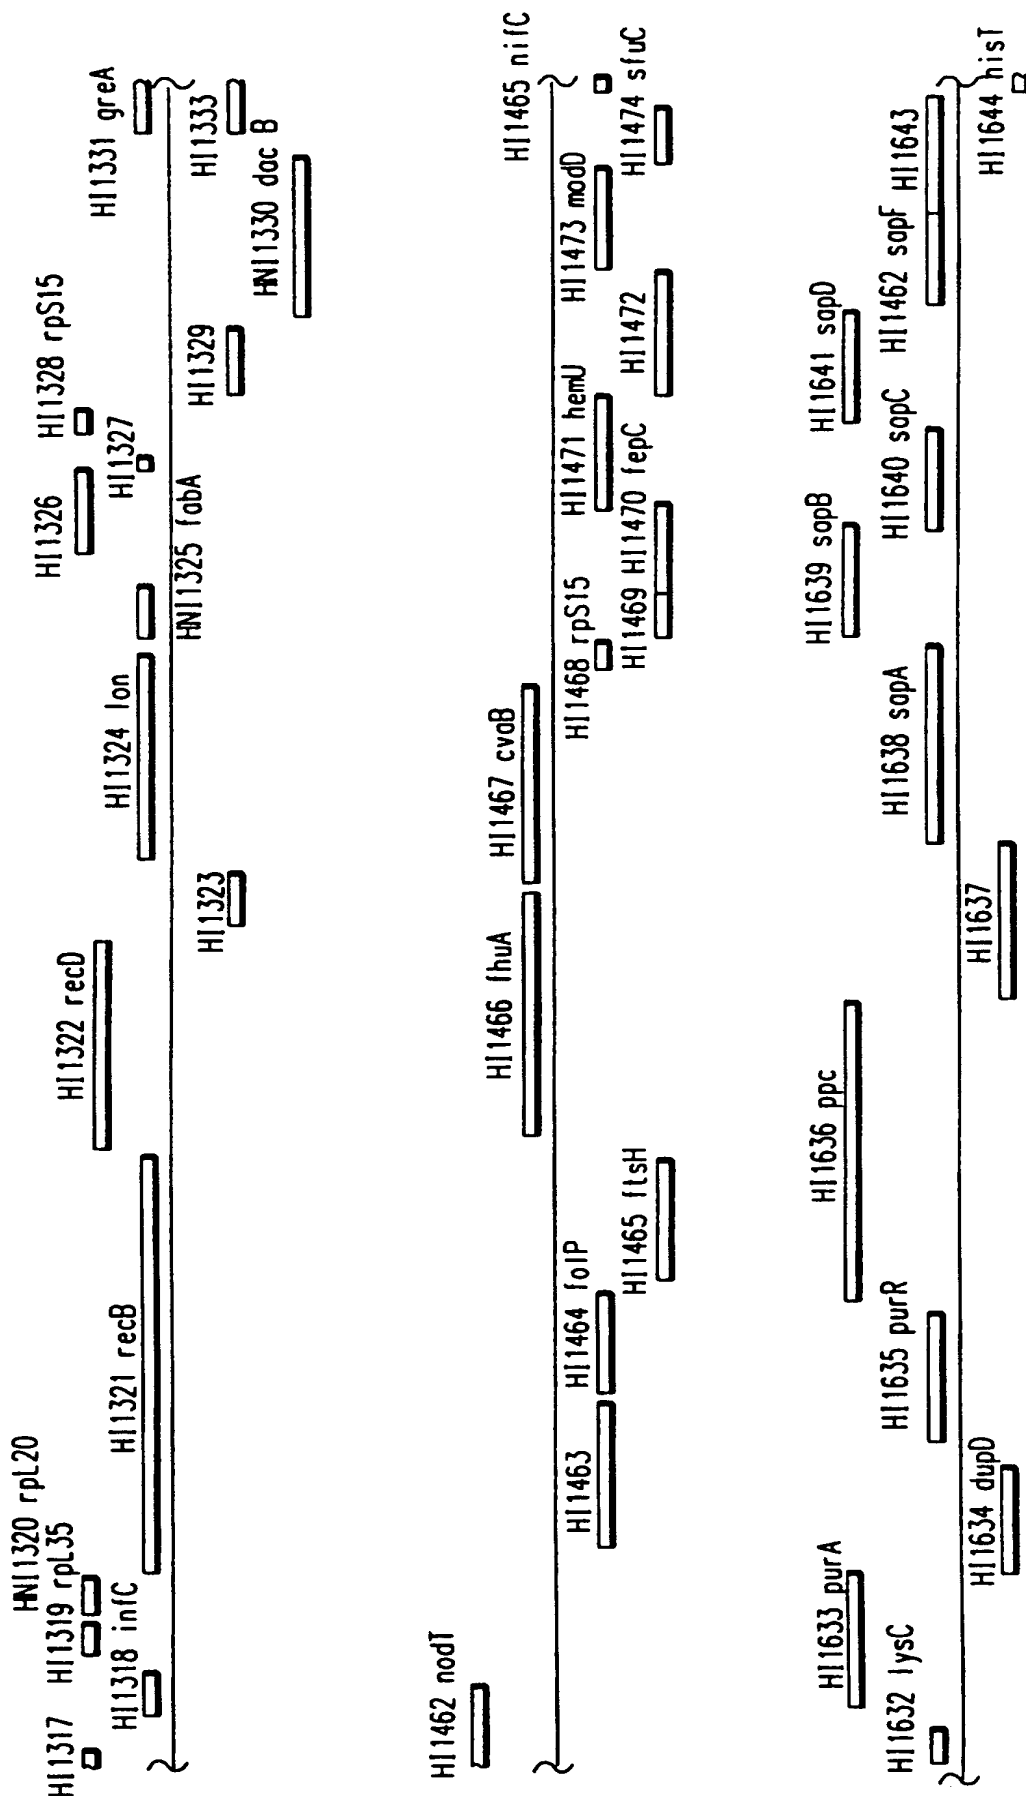 HI1317
HI1318 infC
HI1319 rpL35
HNI1320 rpL20
HI1321 recB
HI1322 recD
HI1323
HI1324 lon
HNI1325 fabA
HI1326
HI1327
HI1328 rpS15
HI1329
HNI1330 dac B
HI1331 greA
HI1333
HI1462 nodT
HI1463
HI1464 folP
HI1465 ftsH
HI1466 fhuA
HI1467 cvaB
HI1468 rpS15
HI1469
HI1470 fepC
HI1471 hemU
HI1472
HI1473 modD
HI1474 sfuC
HI1465 nifC
HI1632 lysC
HI1633 purA
HI1634 dupD
HI1635 purR
HI1636 ppc
HI1637
HI1638 sapA
HI1639 sapB
HI1640 sapC
HI1641 sapD
HI1462 sapF
HI1643
HI1644 hisT